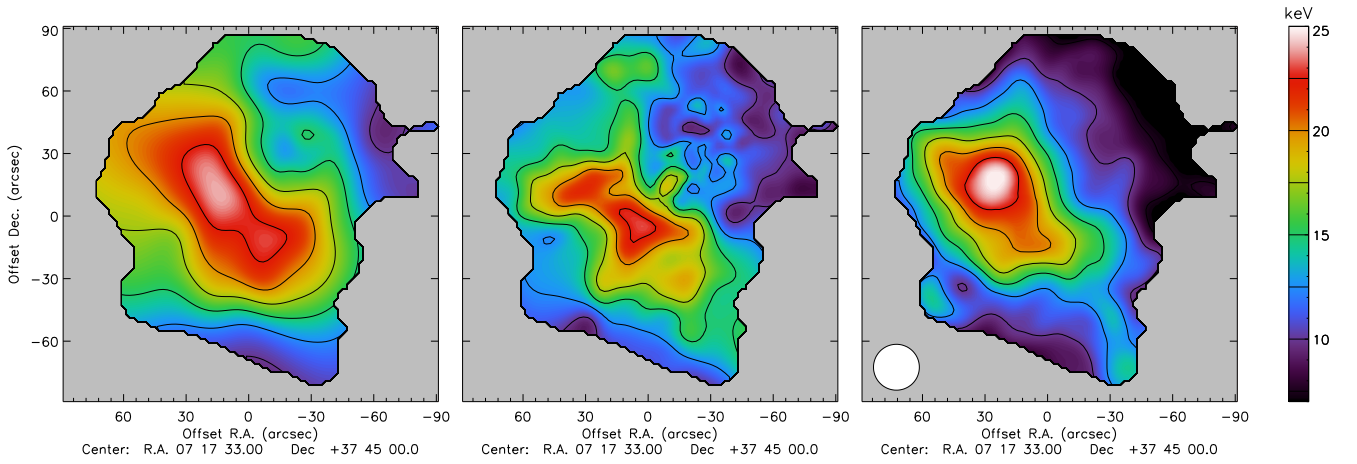 keV
90
60
30
0
−30
−60
Offset Dec. (arcsec)
60 30 0 −30 −60 −90
60 30 0 −30 −60 −90
60 30 0 −30 −60 −90
Offset R.A. (arcsec)
Offset R.A. (arcsec)
Offset R.A. (arcsec)
Center: R.A. 07 17 33.00 Dec +37 45 00.0
Center: R.A. 07 17 33.00 Dec +37 45 00.0
Center: R.A. 07 17 33.00 Dec +37 45 00.0
25
20
15
10